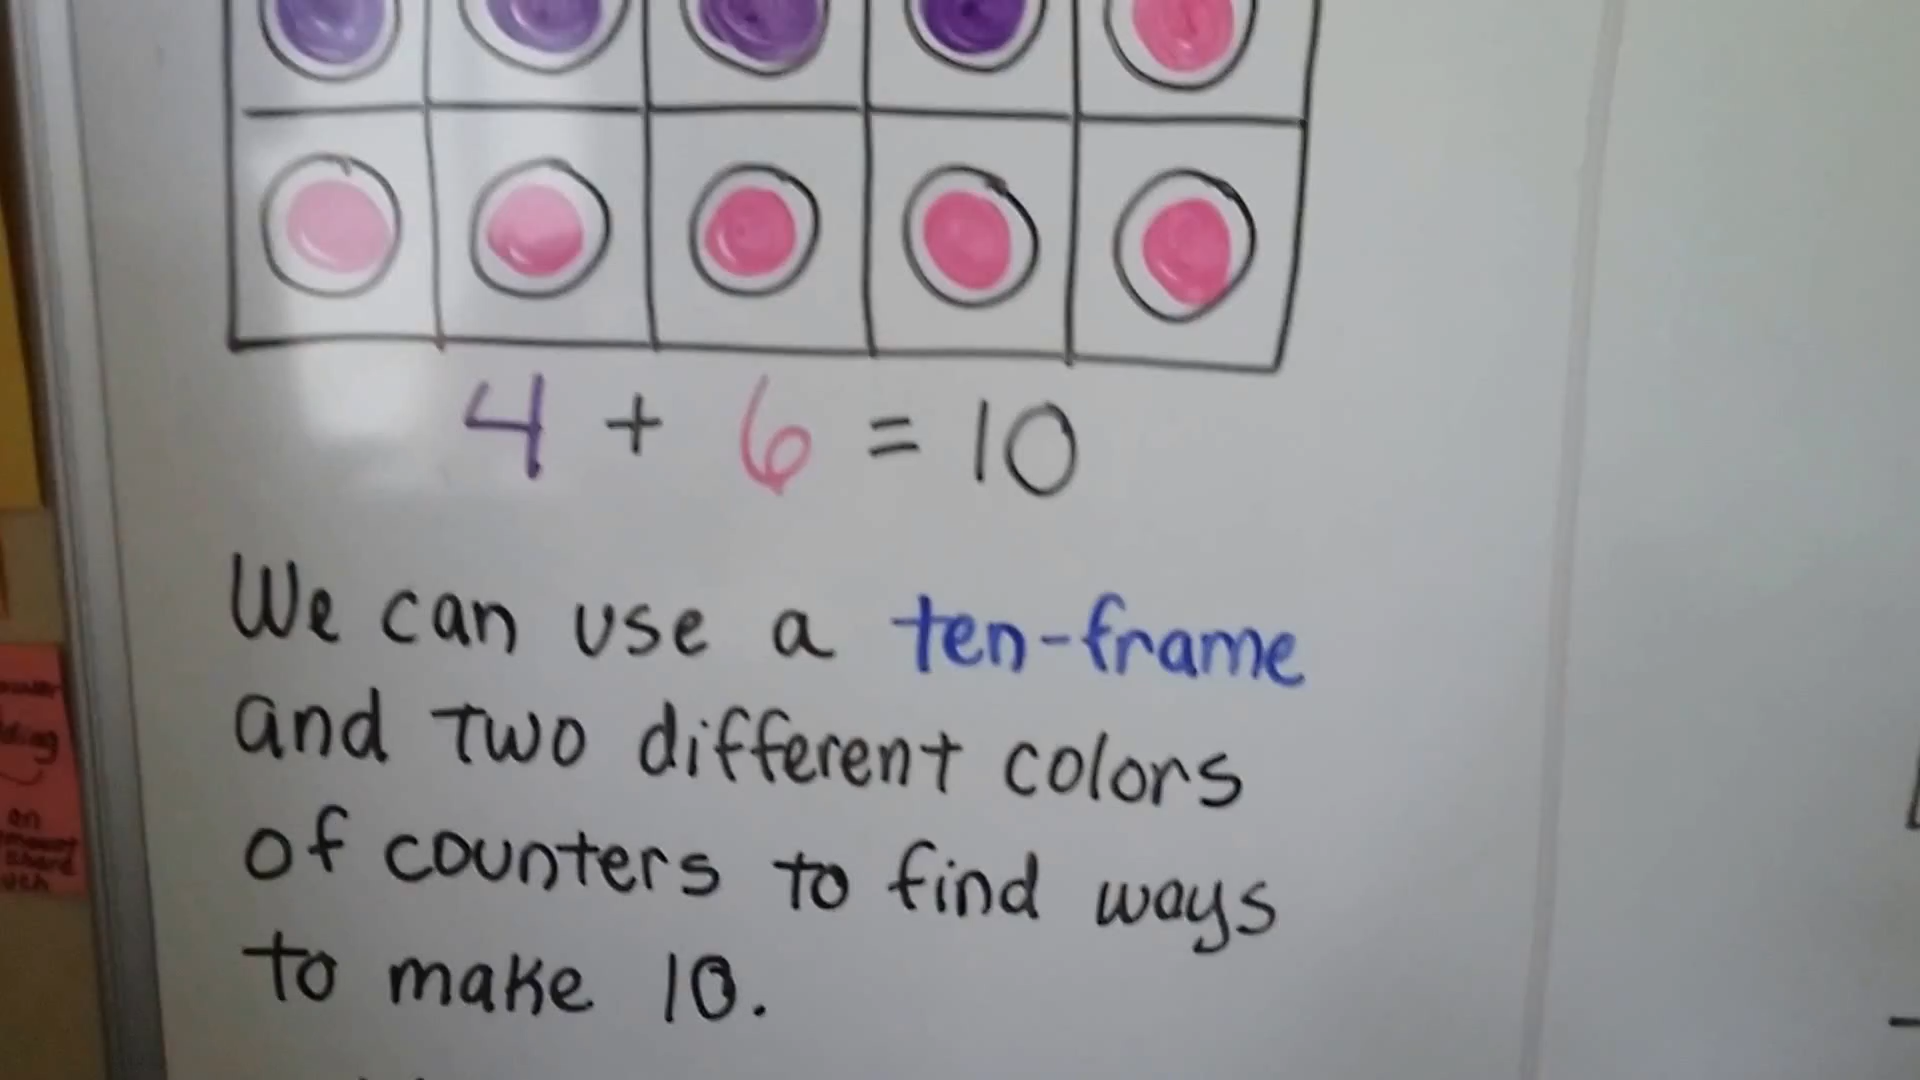 4 + 6 = 10
We can use a ten-frame
and two different colors
of counters to find ways
to make 10.